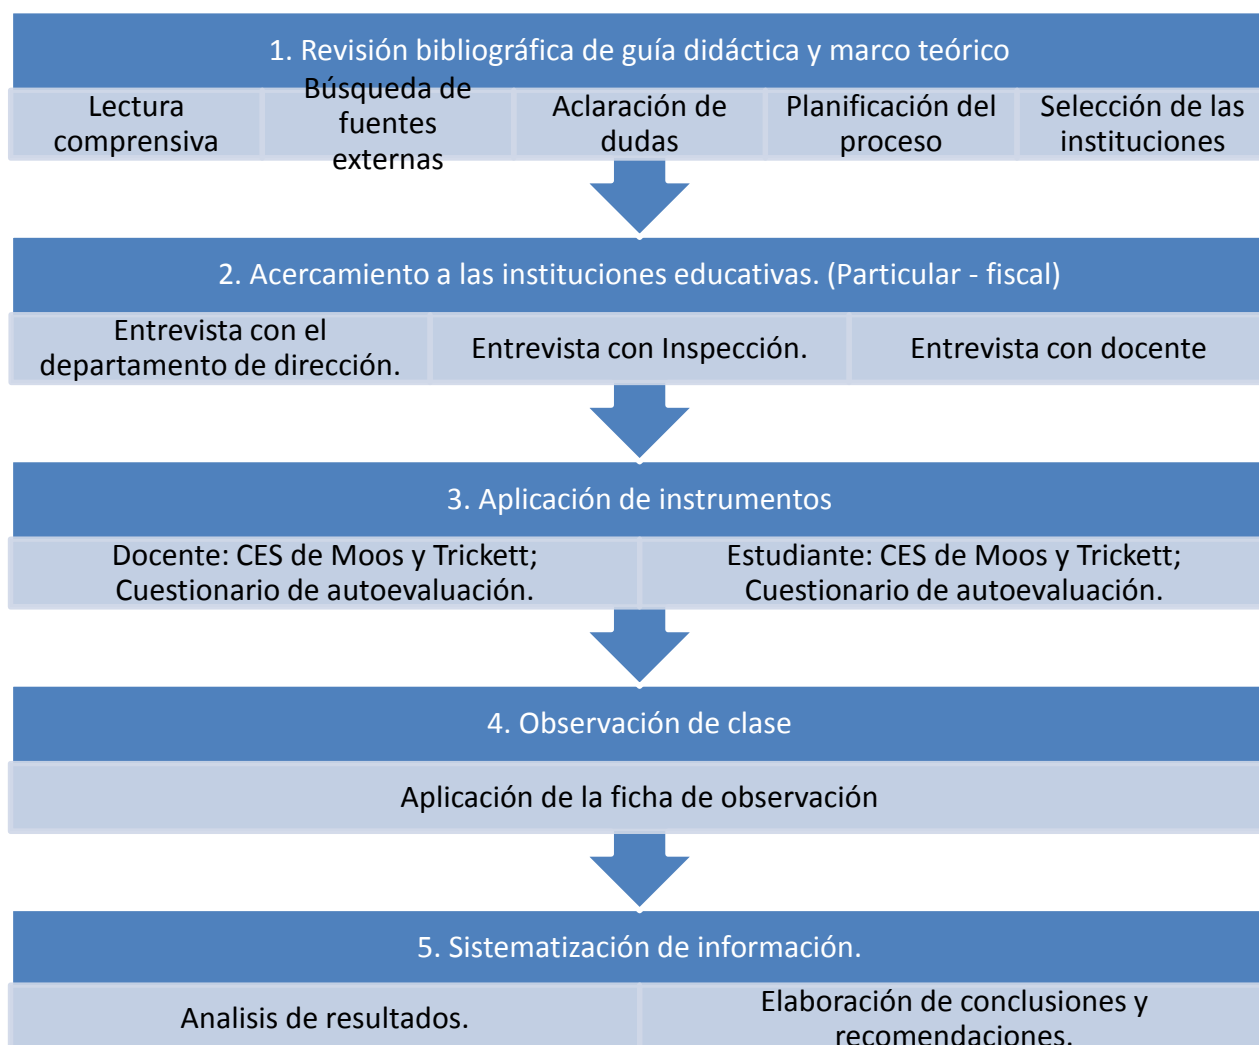 1. Revisión bibliográfica de guía didáctica y marco teórico
Lectura
comprensiva
Búsqueda de
fuentes
externas
Aclaración de
dudas
Planificación del
proceso
Selección de las
instituciones
2. Acercamiento a las instituciones educativas. (Particular - fiscal)
Entrevista con el
departamento de dirección.
Entrevista con Inspección.
Entrevista con docente
3. Aplicación de instrumentos
Docente: CES de Moos y Trickett;
Cuestionario de autoevaluación.
Estudiante: CES de Moos y Trickett;
Cuestionario de autoevaluación.
4. Observación de clase
Aplicación de la ficha de observación
5. Sistematización de información.
Analisis de resultados.
Elaboración de conclusiones y
recomendaciones.